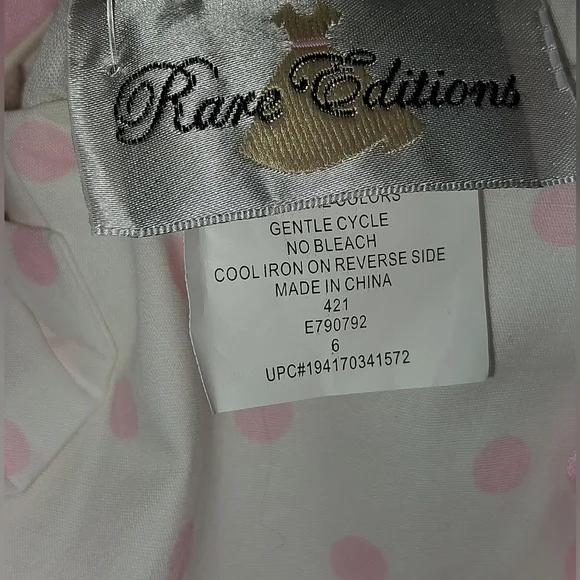 Rare Editions
COLORS
GENTLE CYCLE
NO BLEACH
COOL IRON ON REVERSE SIDE
MADE IN CHINA
421
E790792
6
UPC#194170341572